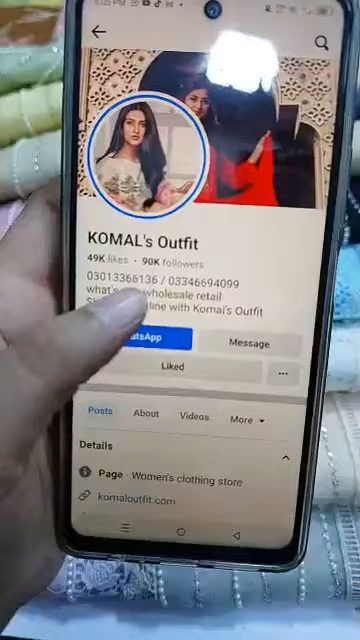 KOMAL's Outfit
49K likes • 90K followers
03013366136 / 03346694099
what's wholesale retail
line with Komal's Outfit
Message
Liked
Posts About Videos More
Details
Page · Women's clothing store
komaloutfit.com